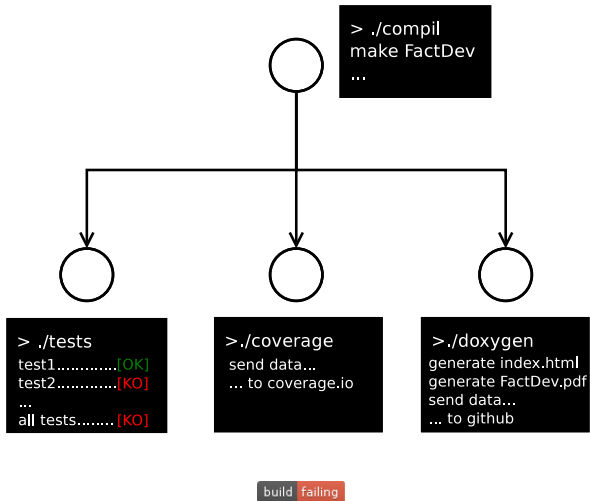 > ./compil
make FactDev
...
> ./tests
test1.............[OK]
test2.............[KO]
...
all tests........[KO]
>./coverage
send data...
... to coverage.io
>./doxygen
generate index.html
generate FactDev.pdf
send data...
... to github
build failing